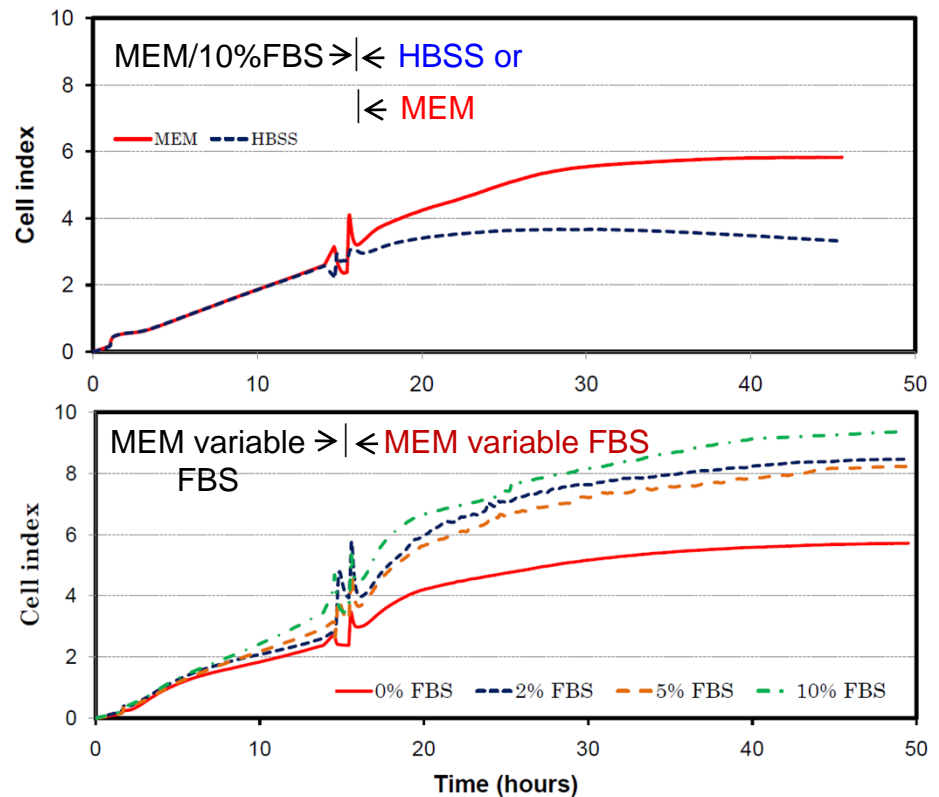 10
MEM/10%FBS → |← HBSS or
8
|← MEM
MEM HBSS
6
4
2
0
Cell index
0 10 20 30 40 50
10
MEM variable → |← MEM variable FBS
FBS
8
6
4
2
0% FBS 2% FBS 5% FBS 10% FBS
0
Cell index
0 10 20 30 40 50
Time (hours)